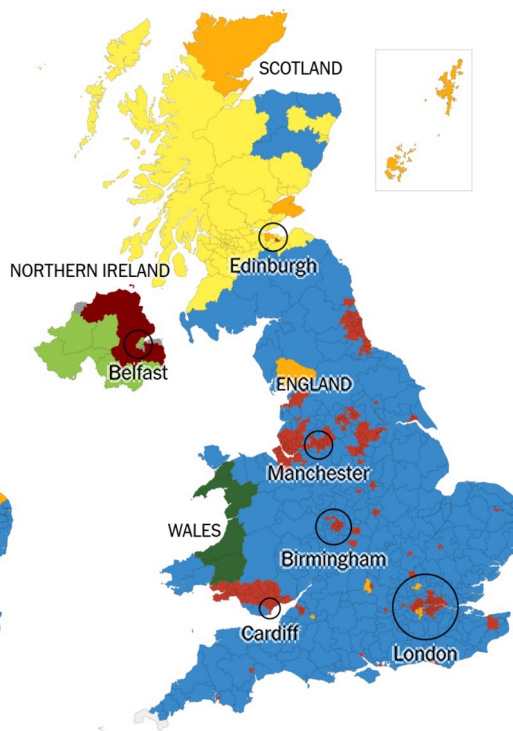 SCOTLAND
Edinburgh
NORTHERN IRELAND
Belfast
ENGLAND
Manchester
WALES
Birmingham
Cardiff
London